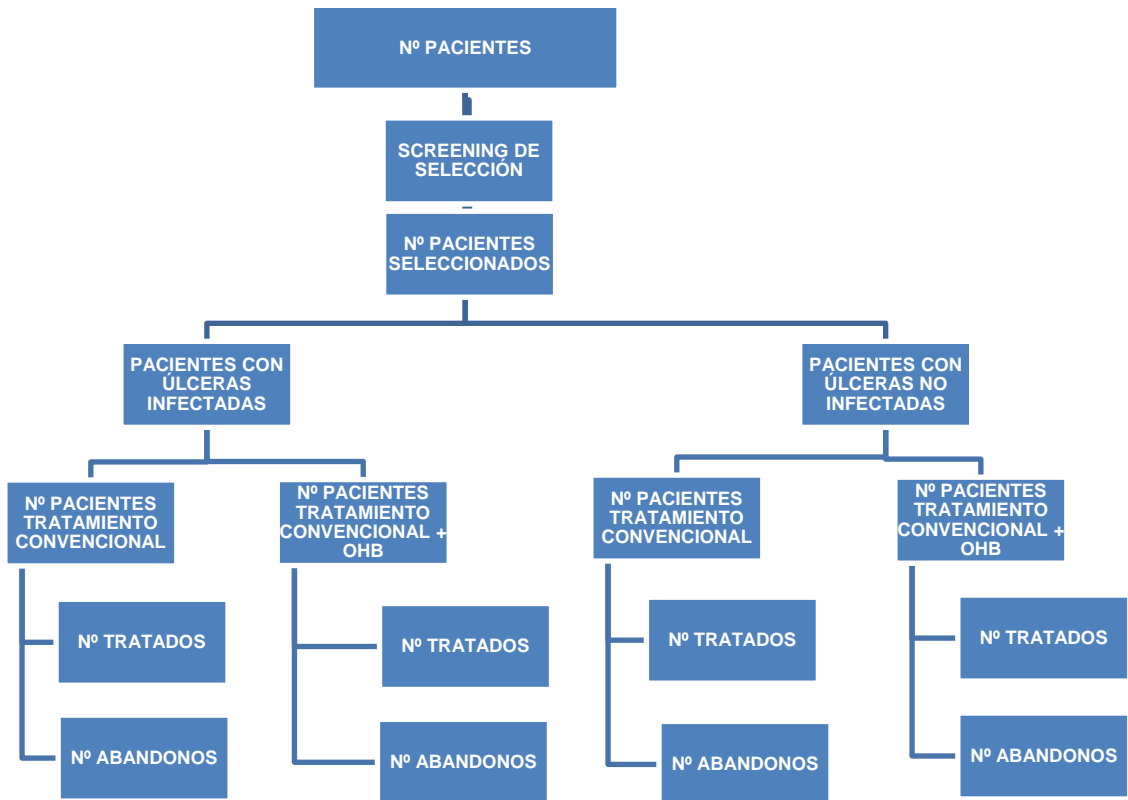 Nº PACIENTES
SCREENING DE
SELECCIÓN
Nº PACIENTES
SELECCIONADOS
PACIENTES CON
ÚLCERAS
INFECTADAS
PACIENTES CON
ÚLCERAS NO
INFECTADAS
Nº PACIENTES
TRATAMIENTO
CONVENCIONAL
Nº PACIENTES
TRATAMIENTO
CONVENCIONAL +
OHB
Nº PACIENTES
TRATAMIENTO
CONVENCIONAL
Nº PACIENTES
TRATAMIENTO
CONVENCIONAL +
OHB
Nº TRATADOS
Nº TRATADOS
Nº TRATADOS
Nº TRATADOS
Nº ABANDONOS
Nº ABANDONOS
Nº ABANDONOS
Nº ABANDONOS